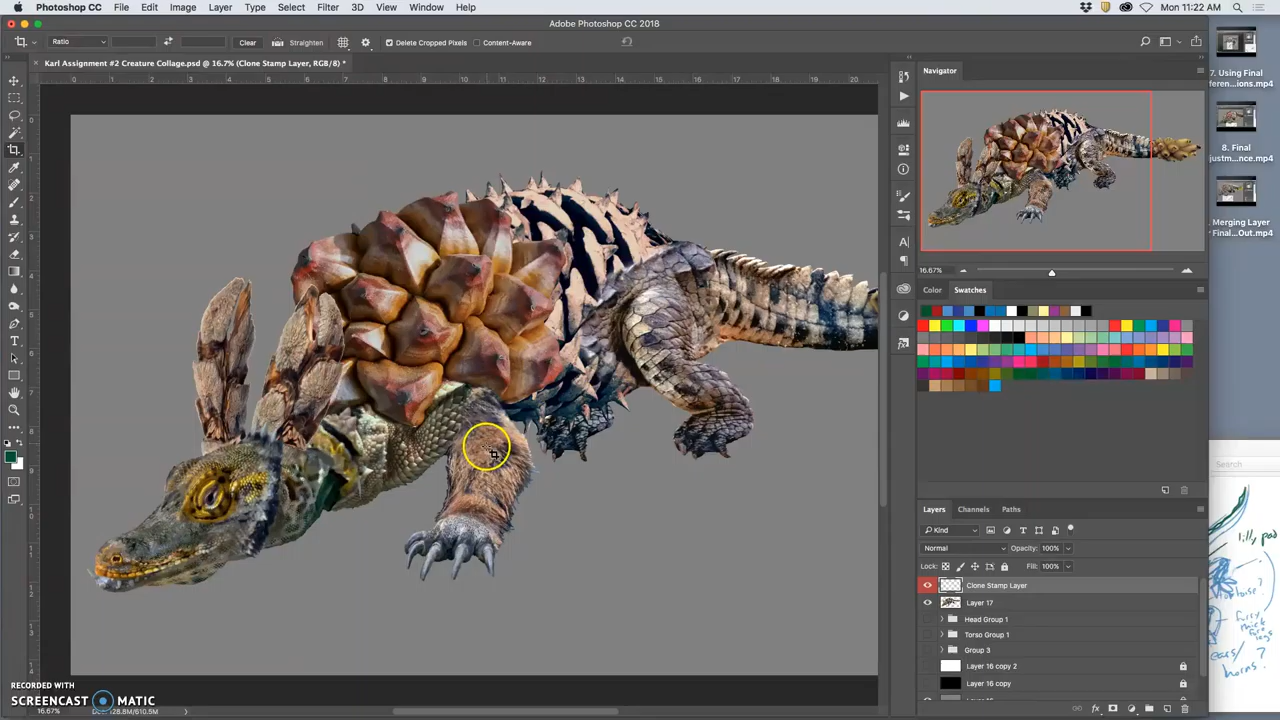 Photoshop CC File Edit Image Layer Type Select Filter 3D View Window Help
Mon 11:22 AM
Adobe Photoshop CC 2018
Ratio Clear Straighten Delete Cropped Pixels Content-Aware
Karl Assignment #2 Creature Collage.psd @ 16.7% (Clone Stamp Layer, RGB/8) *
Navigator
16.67%
Color Swatches
Layers Channels Paths
Kind
Normal Opacity: 100%
Lock: Fill: 100%
Clone Stamp Layer
Layer 17
Head Group 1
Torso Group 1
Group 3
Layer 16 copy 2
Layer 16 copy
7. Using Final
8. Final
Merging Layer
Search
RECORDED WITH
SCREENCAST MATIC
16.67%